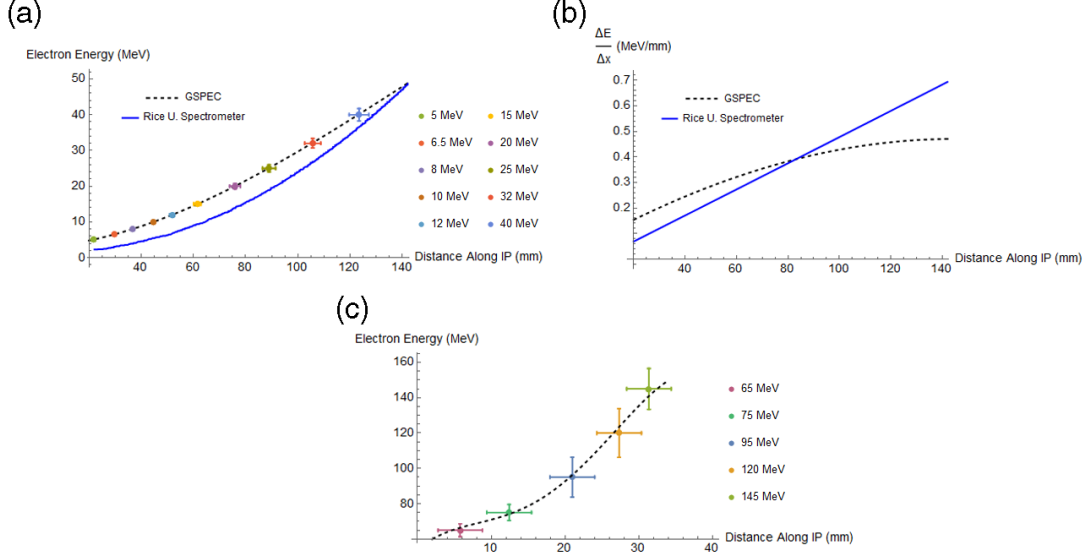 (a)
Electron Energy (MeV)
50
40
30
20
10
0
40
60
80
100
120
140
Distance Along IP (mm)
GSPEC
Rice U. Spectrometer
5 MeV
15 MeV
6.5 MeV
20 MeV
8 MeV
25 MeV
10 MeV
32 MeV
12 MeV
40 MeV
(b)
ΔE
Δx
(MeV/mm)
0.7
0.6
0.5
0.4
0.3
0.2
40
60
80
100
120
140
Distance Along IP (mm)
GSPEC
Rice U. Spectrometer
(c)
Electron Energy (MeV)
160
140
120
100
80
10
20
30
40
Distance Along IP (mm)
65 MeV
75 MeV
95 MeV
120 MeV
145 MeV